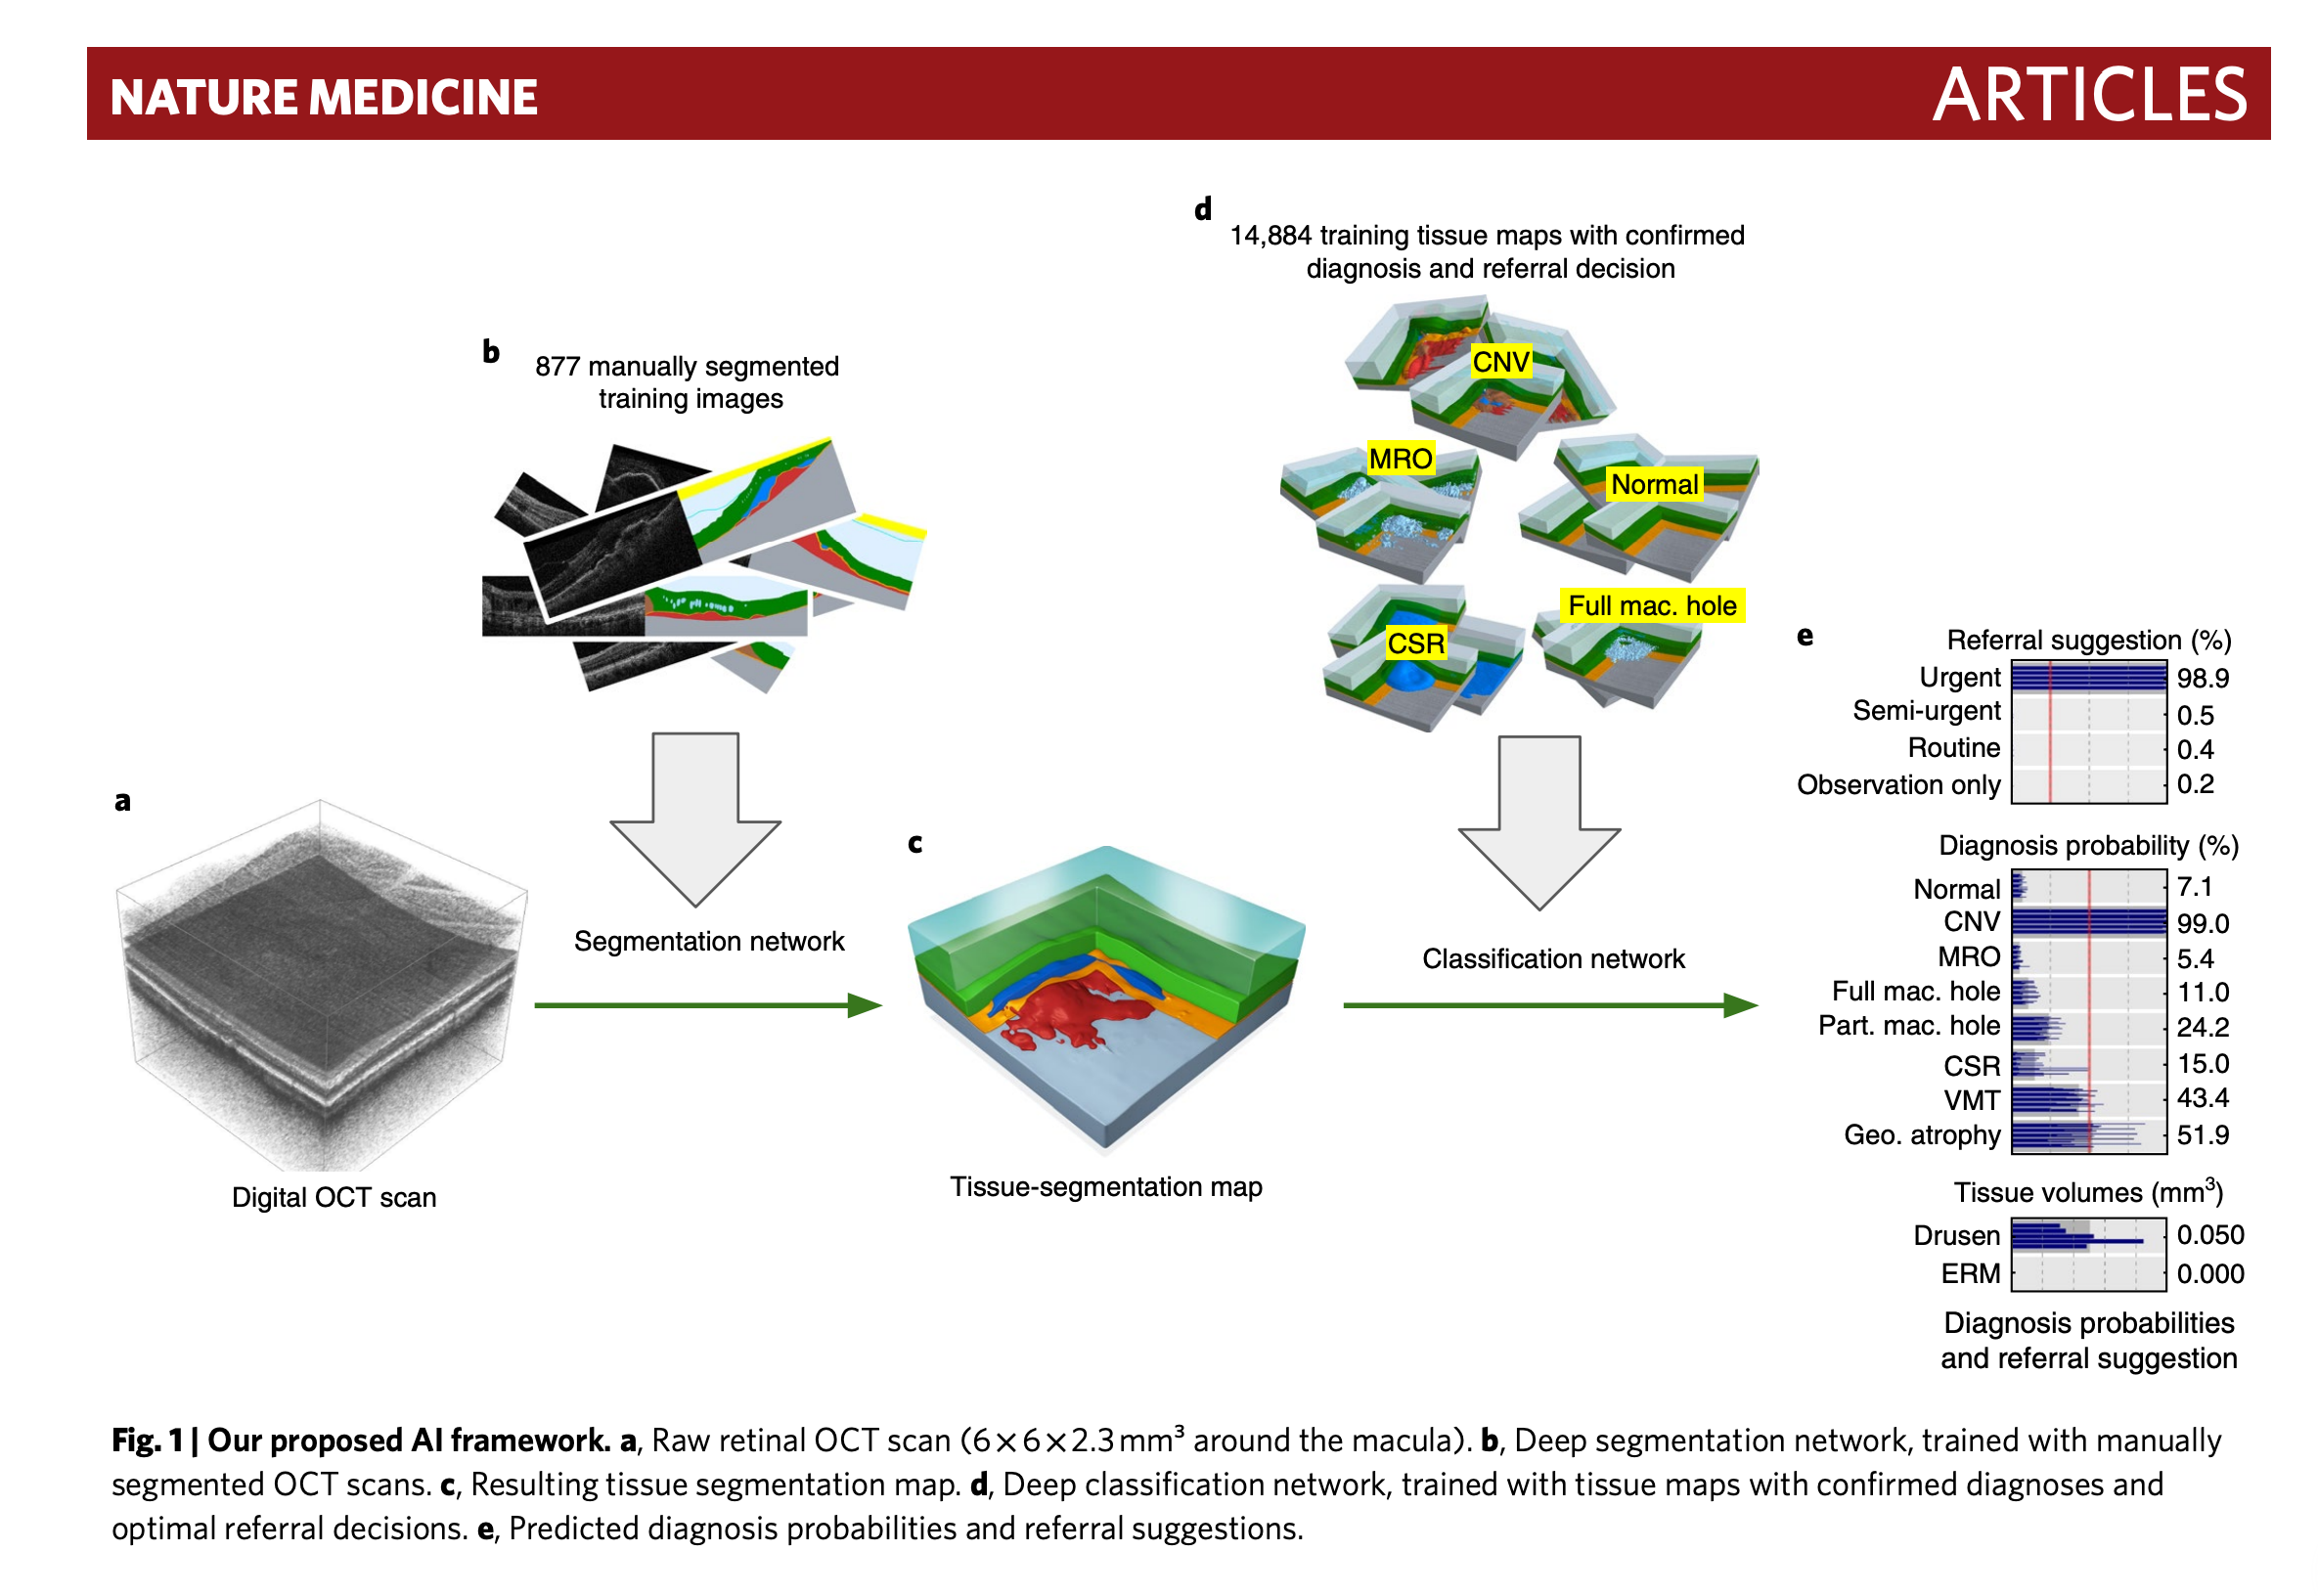 NATURE MEDICINE
ARTICLES
d
14,884 training tissue maps with confirmed
diagnosis and referral decision
CNV
MRO
Normal
CSR
Full mac. hole
b
877 manually segmented
training images
a
Digital OCT scan
Segmentation network
c
Tissue-segmentation map
Classification network
e
Referral suggestion (%)
Urgent 98.9
Semi-urgent 0.5
Routine 0.4
Observation only 0.2
Diagnosis probability (%)
Normal 7.1
CNV 99.0
MRO 5.4
Full mac. hole 11.0
Part. mac. hole 24.2
CSR 15.0
VMT 43.4
Geo. atrophy 51.9
Tissue volumes (mm³)
Drusen 0.050
ERM 0.000
Diagnosis probabilities
and referral suggestion
Fig. 1 | Our proposed AI framework. a, Raw retinal OCT scan (6 × 6 × 2.3 mm³ around the macula). b, Deep segmentation network, trained with manually
segmented OCT scans. c, Resulting tissue segmentation map. d, Deep classification network, trained with tissue maps with confirmed diagnoses and
optimal referral decisions. e, Predicted diagnosis probabilities and referral suggestions.